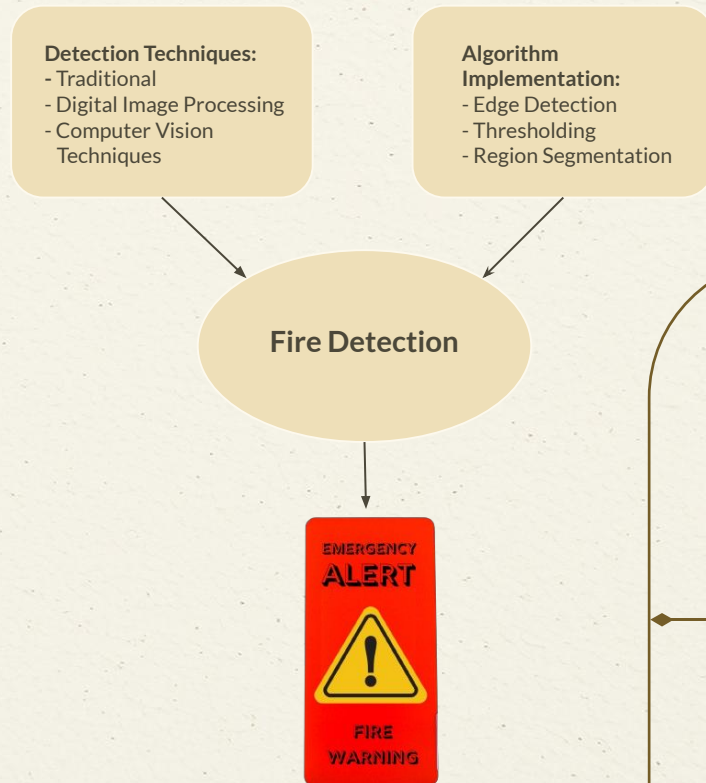 Detection Techniques:
- Traditional
- Digital Image Processing
- Computer Vision
Techniques
Algorithm
Implementation:
- Edge Detection
- Thresholding
- Region Segmentation
Fire Detection
EMERGENCY
ALERT
FIRE
WARNING